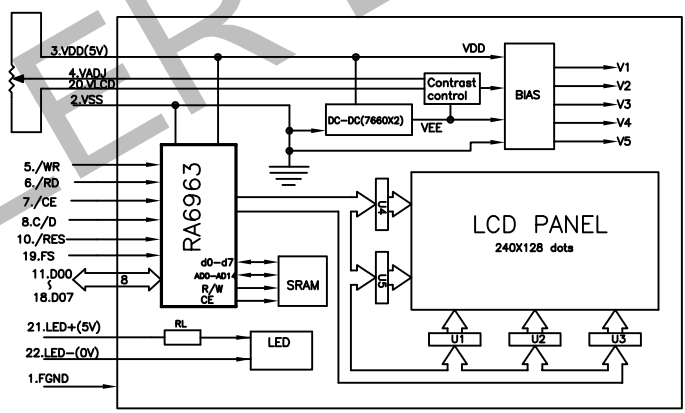 3.VDD(5V)
VDD
4.VADJ
20.VLCD
2.VSS
Contrast
control
DC-DC(7660X2)
VEE
BIAS
V1
V2
V3
V4
V5
5./WR
6./RD
7./CE
8.C/D
10./RES
19.FS
11.D00
~
18.D07
8
RA6963
d0-d7
AD0-AD14
R/W
CE
SRAM
U4
U5
LCD PANEL
240X128 dots
U1
U2
U3
21.LED+(5V)
RL
LED
22.LED-(0V)
1.FGND